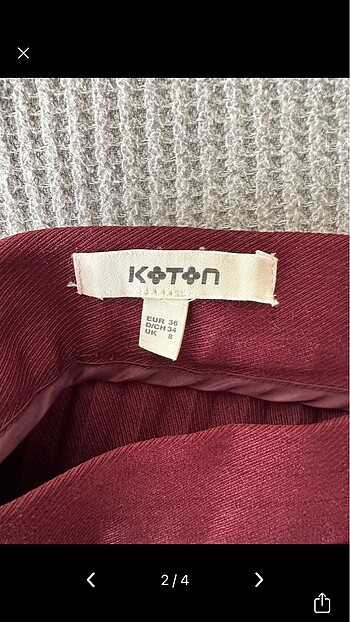 KOTON
EUR 36
D/CH 34
UK 8
2/4